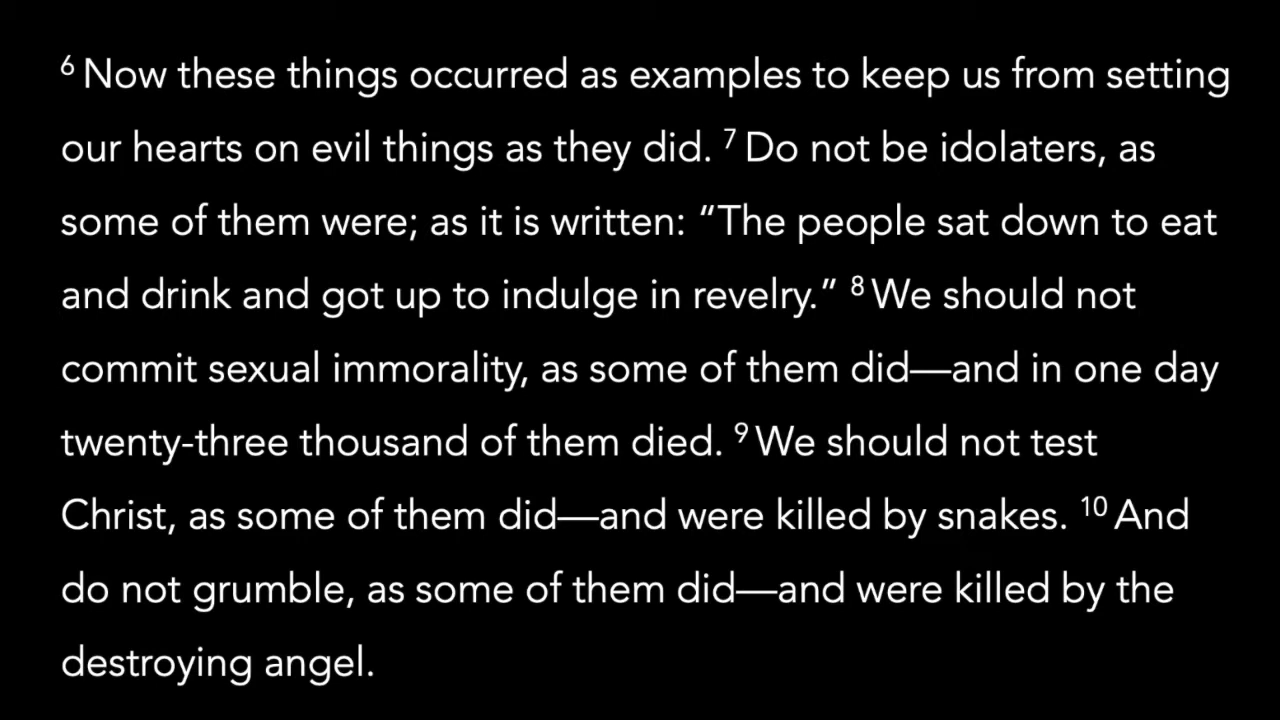 ⁶ Now these things occurred as examples to keep us from setting
our hearts on evil things as they did. ⁷ Do not be idolaters, as
some of them were; as it is written: “The people sat down to eat
and drink and got up to indulge in revelry.” ⁸ We should not
commit sexual immorality, as some of them did—and in one day
twenty-three thousand of them died. ⁹ We should not test
Christ, as some of them did—and were killed by snakes. ¹⁰ And
do not grumble, as some of them did—and were killed by the
destroying angel.